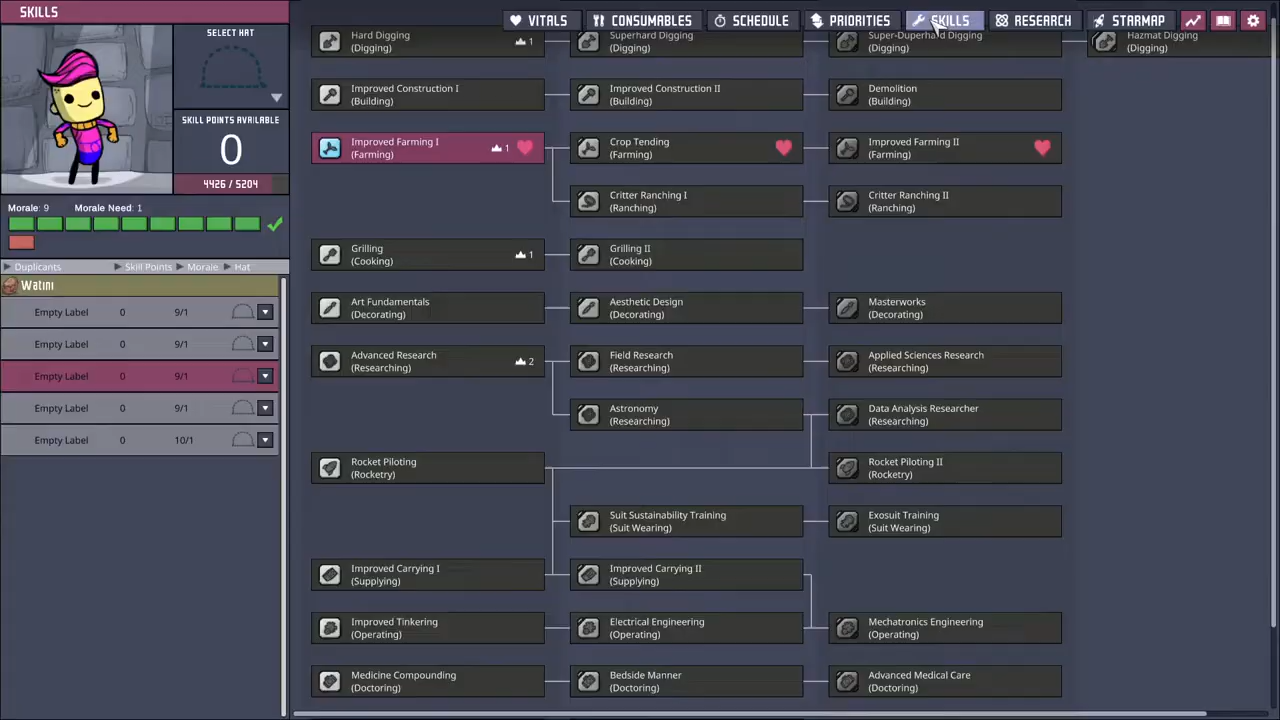 SKILLS
VITALS
CONSUMABLES
SCHEDULE
PRIORITIES
SKILLS
RESEARCH
STARMAP
SELECT HAT
SKILL POINTS AVAILABLE
0
4426 / 5204
Morale: 9 Morale Need: 1
Duplicants Skill Points Morale Hat
Watini
Empty Label 0 9/1
Empty Label 0 9/1
Empty Label 0 9/1
Empty Label 0 9/1
Empty Label 0 10/1
Hard Digging
(Digging)
1
Superhard Digging
(Digging)
Super-Duperhard Digging
(Digging)
Hazmat Digging
(Digging)
Improved Construction I
(Building)
Improved Construction II
(Building)
Demolition
(Building)
Improved Farming I
(Farming)
1
Crop Tending
(Farming)
Improved Farming II
(Farming)
Critter Ranching I
(Ranching)
Critter Ranching II
(Ranching)
Grilling
(Cooking)
1
Grilling II
(Cooking)
Art Fundamentals
(Decorating)
Aesthetic Design
(Decorating)
Masterworks
(Decorating)
Advanced Research
(Researching)
2
Field Research
(Researching)
Applied Sciences Research
(Researching)
Astronomy
(Researching)
Data Analysis Researcher
(Researching)
Rocket Piloting
(Rocketry)
Rocket Piloting II
(Rocketry)
Suit Sustainability Training
(Suit Wearing)
Exosuit Training
(Suit Wearing)
Improved Carrying I
(Supplying)
Improved Carrying II
(Supplying)
Improved Tinkering
(Operating)
Electrical Engineering
(Operating)
Mechatronics Engineering
(Operating)
Medicine Compounding
(Doctoring)
Bedside Manner
(Doctoring)
Advanced Medical Care
(Doctoring)